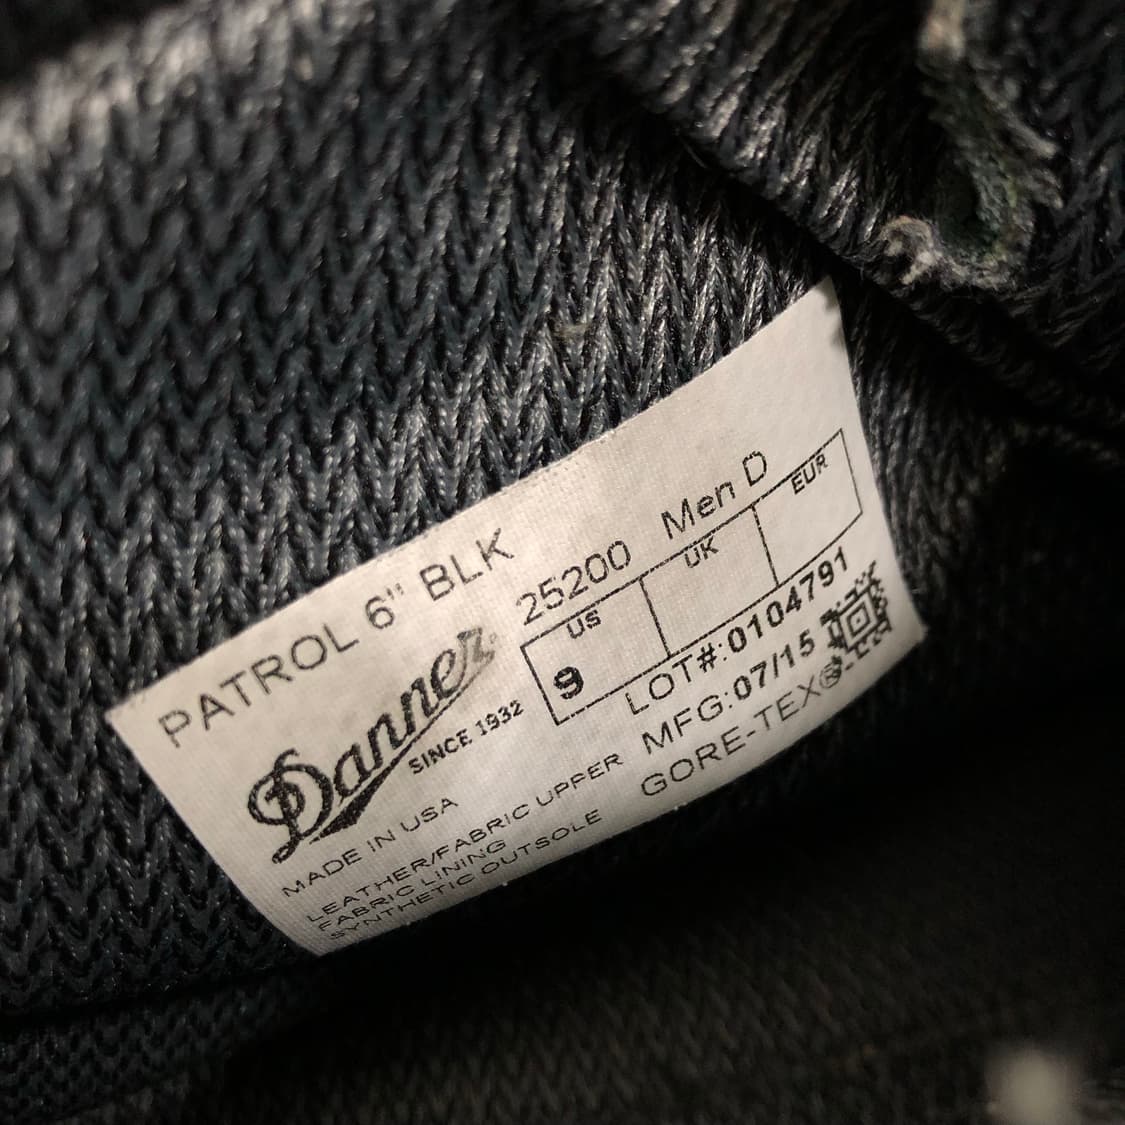 PATROL 6" BLK
25200 Men D
Danner
SINCE 1932
US UK EUR
9
LOT#:0104791
MFG:07/15
GORE-TEX®
MADE IN USA
LEATHER/FABRIC UPPER
FABRIC LINING
SYNTHETIC OUTSOLE